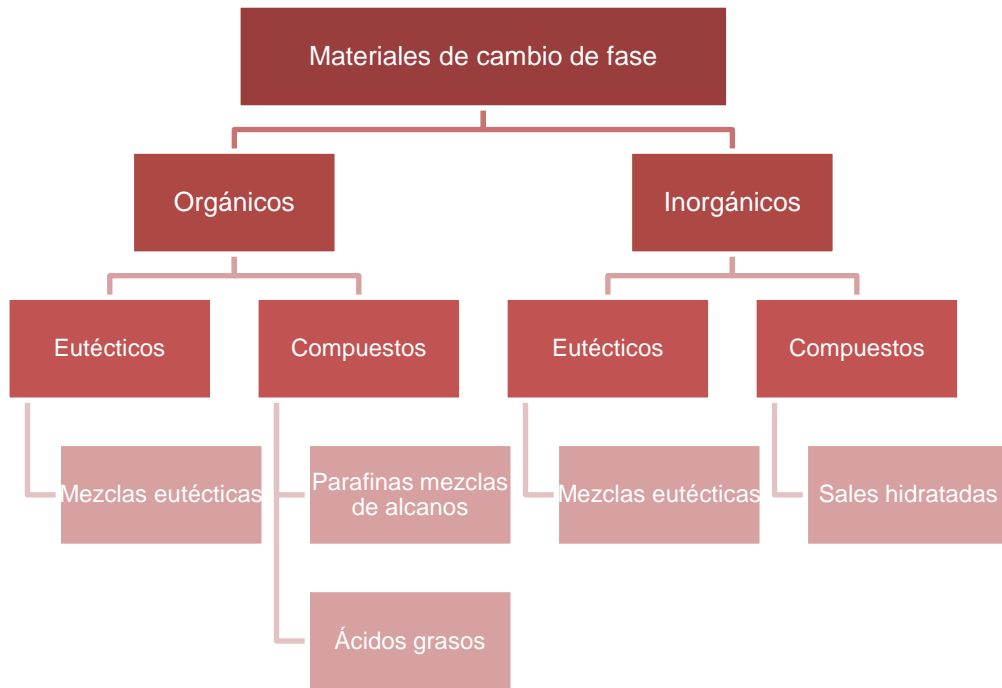 Materiales de cambio de fase
Orgánicos
Inorgánicos
Eutécticos
Compuestos
Eutécticos
Compuestos
Mezclas eutécticas
Parafinas mezclas
de alcanos
Mezclas eutécticas
Sales hidratadas
Ácidos grasos